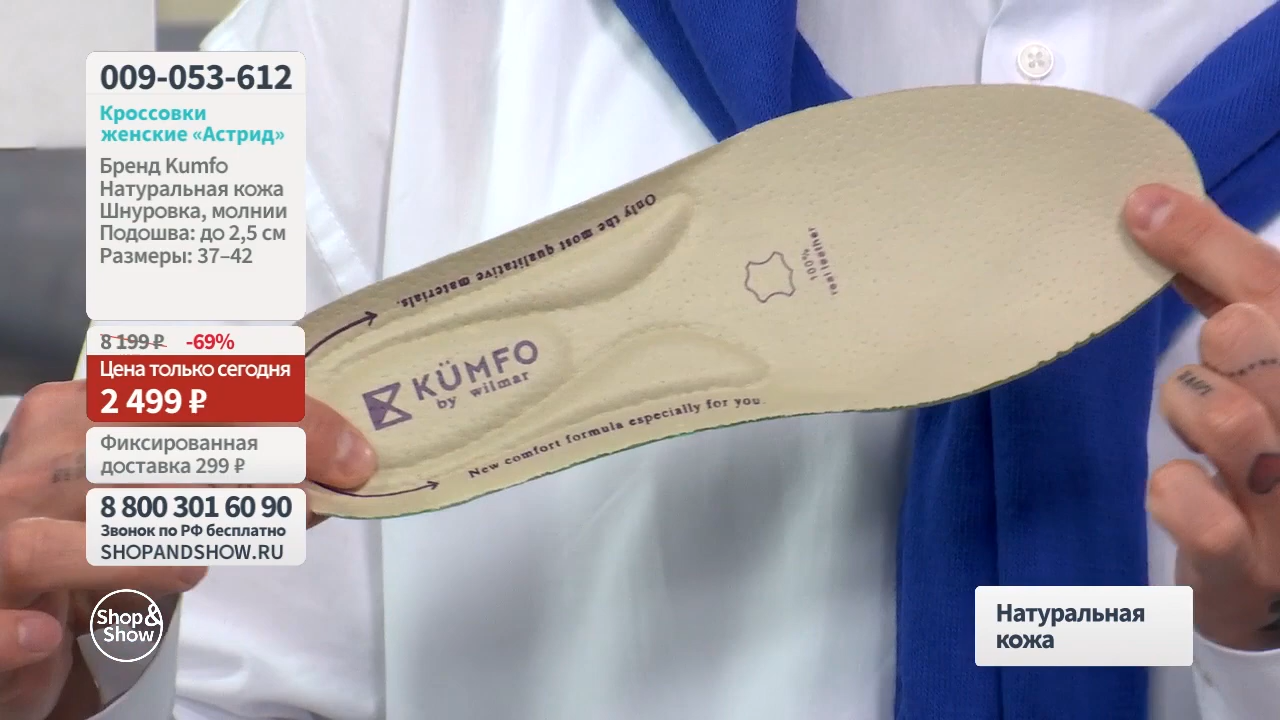 009-053-612
Кроссовки
женские «Астрид»
Бренд Kumfo
Натуральная кожа
Шнуровка, молнии
Подошва: до 2,5 см
Размеры: 37–42
8 199 ₽ -69%
Цена только сегодня
2 499 ₽
Фиксированная
доставка 299 ₽
8 800 301 60 90
Звонок по РФ бесплатно
SHOPANDSHOW.RU
Shop&
Show
Only the most qualitative materials.
100%
real leather
KÜMFO
by wilmar
New comfort formula especially for you.
Натуральная
кожа